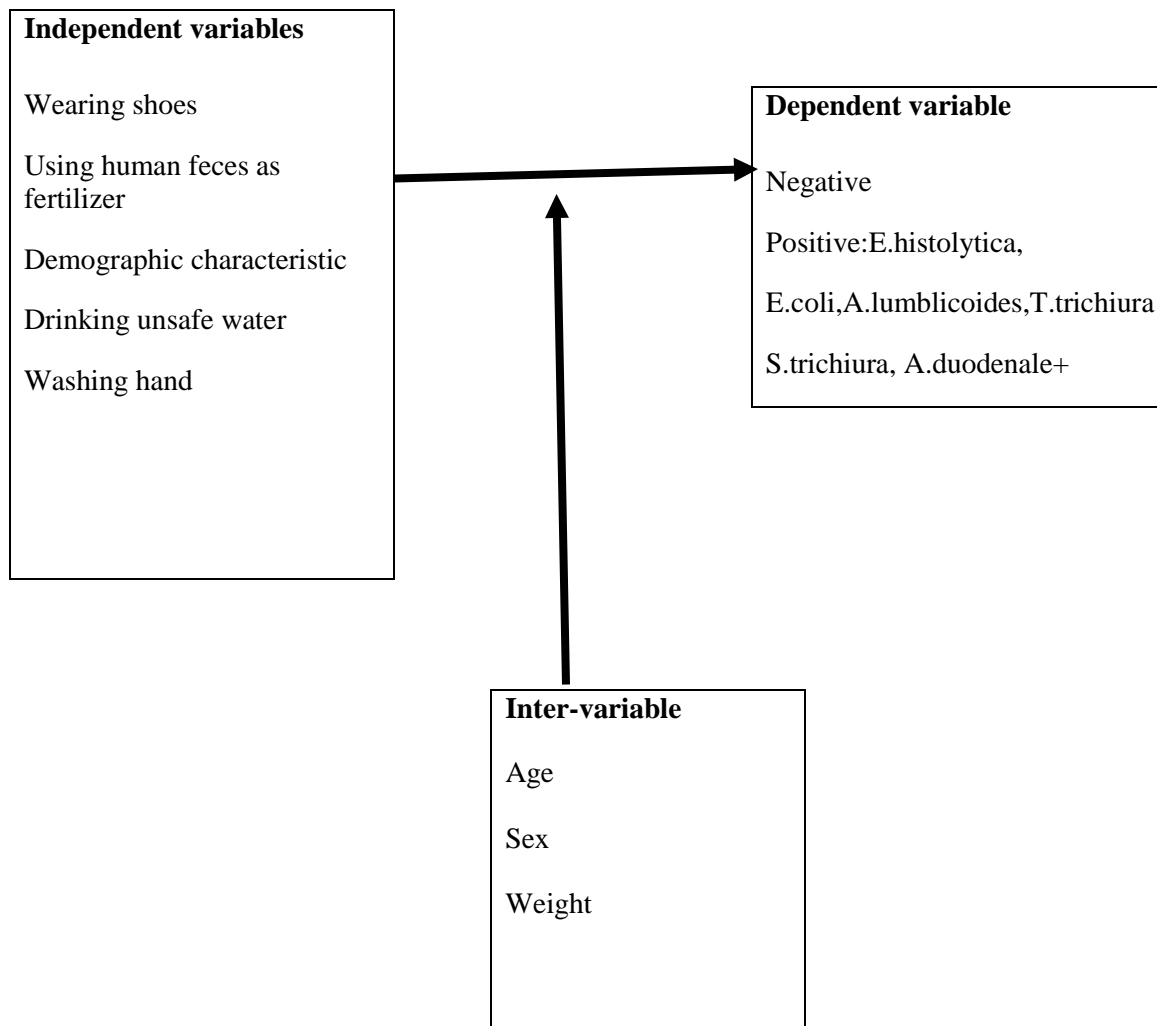 Independent variables
Wearing shoes
Using human feces as
fertilizer
Demographic characteristic
Drinking unsafe water
Washing hand
Dependent variable
Negative
Positive:E.histolytica,
E.coli,A.lumblicoides,T.trichiura
S.trichiura, A.duodenale+
Inter-variable
Age
Sex
Weight